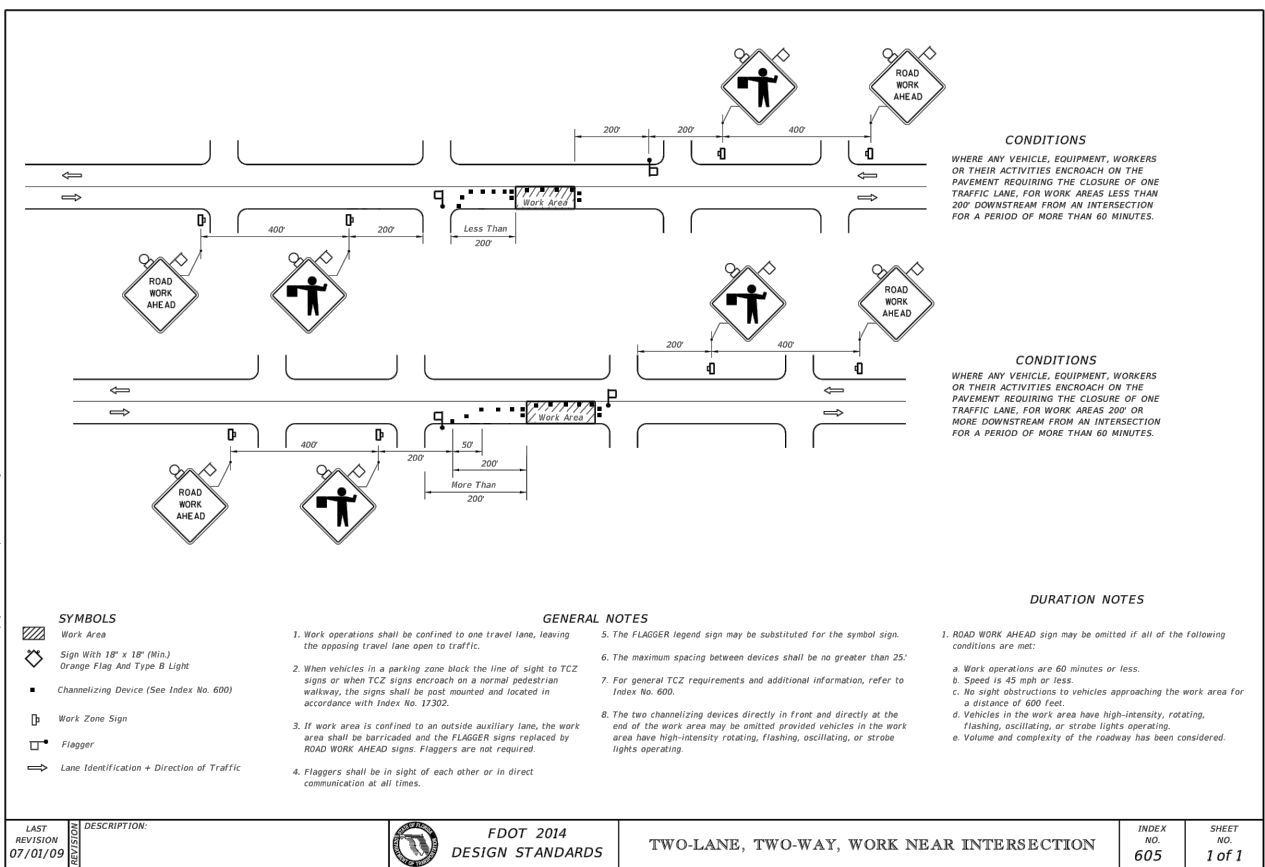 ROAD
WORK
AHEAD
200'
200'
400'
Work Area
400'
200'
Less Than
200'
ROAD
WORK
AHEAD
CONDITIONS
WHERE ANY VEHICLE, EQUIPMENT, WORKERS
OR THEIR ACTIVITIES ENCROACH ON THE
PAVEMENT REQUIRING THE CLOSURE OF ONE
TRAFFIC LANE, FOR WORK AREAS LESS THAN
200' DOWNSTREAM FROM AN INTERSECTION
FOR A PERIOD OF MORE THAN 60 MINUTES.
ROAD
WORK
AHEAD
200'
400'
Work Area
400'
200'
50'
200'
More Than
200'
ROAD
WORK
AHEAD
CONDITIONS
WHERE ANY VEHICLE, EQUIPMENT, WORKERS
OR THEIR ACTIVITIES ENCROACH ON THE
PAVEMENT REQUIRING THE CLOSURE OF ONE
TRAFFIC LANE, FOR WORK AREAS 200' OR
MORE DOWNSTREAM FROM AN INTERSECTION
FOR A PERIOD OF MORE THAN 60 MINUTES.
SYMBOLS
Work Area
Sign With 18" x 18" (Min.)
Orange Flag And Type B Light
Channelizing Device (See Index No. 600)
Work Zone Sign
Flagger
Lane Identification + Direction of Traffic
GENERAL NOTES
1. Work operations shall be confined to one travel lane, leaving
the opposing travel lane open to traffic.
2. When vehicles in a parking zone block the line of sight to TCZ
signs or when TCZ signs encroach on a normal pedestrian
walkway, the signs shall be post mounted and located in
accordance with Index No. 17302.
3. If work area is confined to an outside auxiliary lane, the work
area shall be barricaded and the FLAGGER signs replaced by
ROAD WORK AHEAD signs. Flaggers are not required.
4. Flaggers shall be in sight of each other or in direct
communication at all times.
5. The FLAGGER legend sign may be substituted for the symbol sign.
6. The maximum spacing between devices shall be no greater than 25.'
7. For general TCZ requirements and additional information, refer to
Index No. 600.
8. The two channelizing devices directly in front and directly at the
end of the work area may be omitted provided vehicles in the work
area have high-intensity rotating, flashing, oscillating, or strobe
lights operating.
DURATION NOTES
1. ROAD WORK AHEAD sign may be omitted if all of the following
conditions are met:
a. Work operations are 60 minutes or less.
b. Speed is 45 mph or less.
c. No sight obstructions to vehicles approaching the work area for
a distance of 600 feet.
d. Vehicles in the work area have high-intensity, rotating,
flashing, oscillating, or strobe lights operating.
e. Volume and complexity of the roadway has been considered.
LAST
REVISION
07/01/09
REVISION
DESCRIPTION:
FDOT 2014
DESIGN STANDARDS
TWO-LANE, TWO-WAY, WORK NEAR INTERSECTION
INDEX
NO.
605
SHEET
NO.
1 of 1